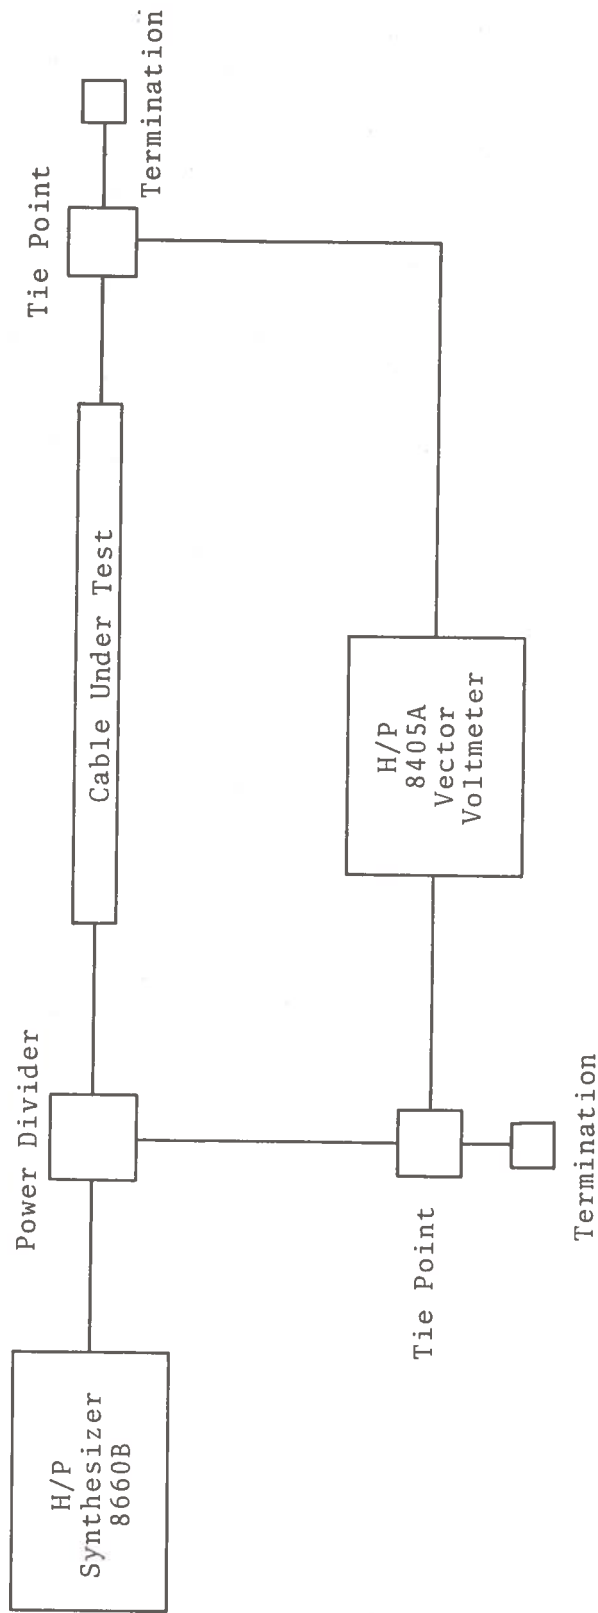 H/P
Synthesizer
8660B
Power Divider
Cable Under Test
Tie Point
Termination
Tie Point
Termination
H/P
8405A
Vector
Voltmeter